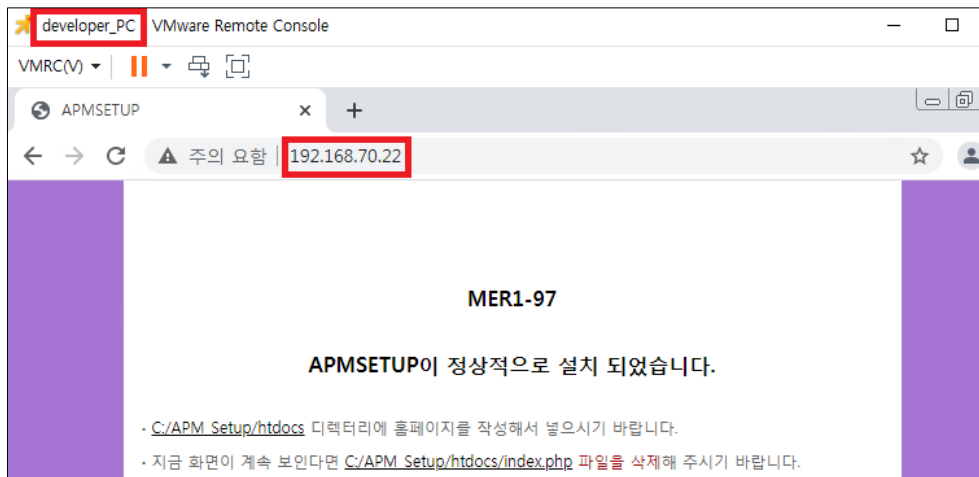 developer_PC VMware Remote Console
VMRC(V)
APMSETUP
주의 요함 192.168.70.22
MER1-97
APMSETUP이 정상적으로 설치 되었습니다.
- C:/APM_Setup/htdocs 디렉터리에 홈페이지를 작성해서 넣으시기 바랍니다.
- 지금 화면이 계속 보인다면 C:/APM_Setup/htdocs/index.php 파일을 삭제해 주시기 바랍니다.